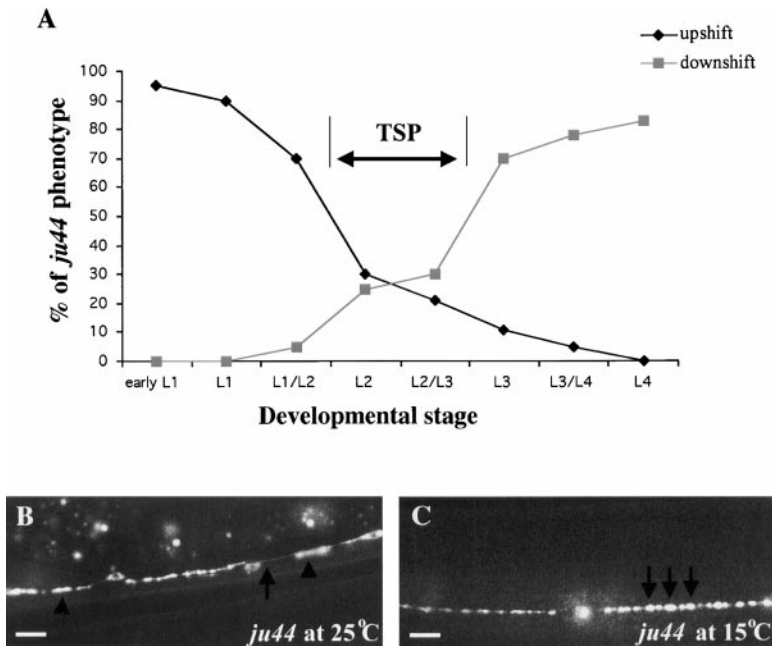 A
upshift
downshift
100
90
80
70
60
50
40
30
20
10
0
% of ju44 phenotype
TSP
early L1 L1 L1/L2 L2 L2/L3 L3 L3/L4 L4
Developmental stage
B
ju44 at 25°C
C
ju44 at 15°C